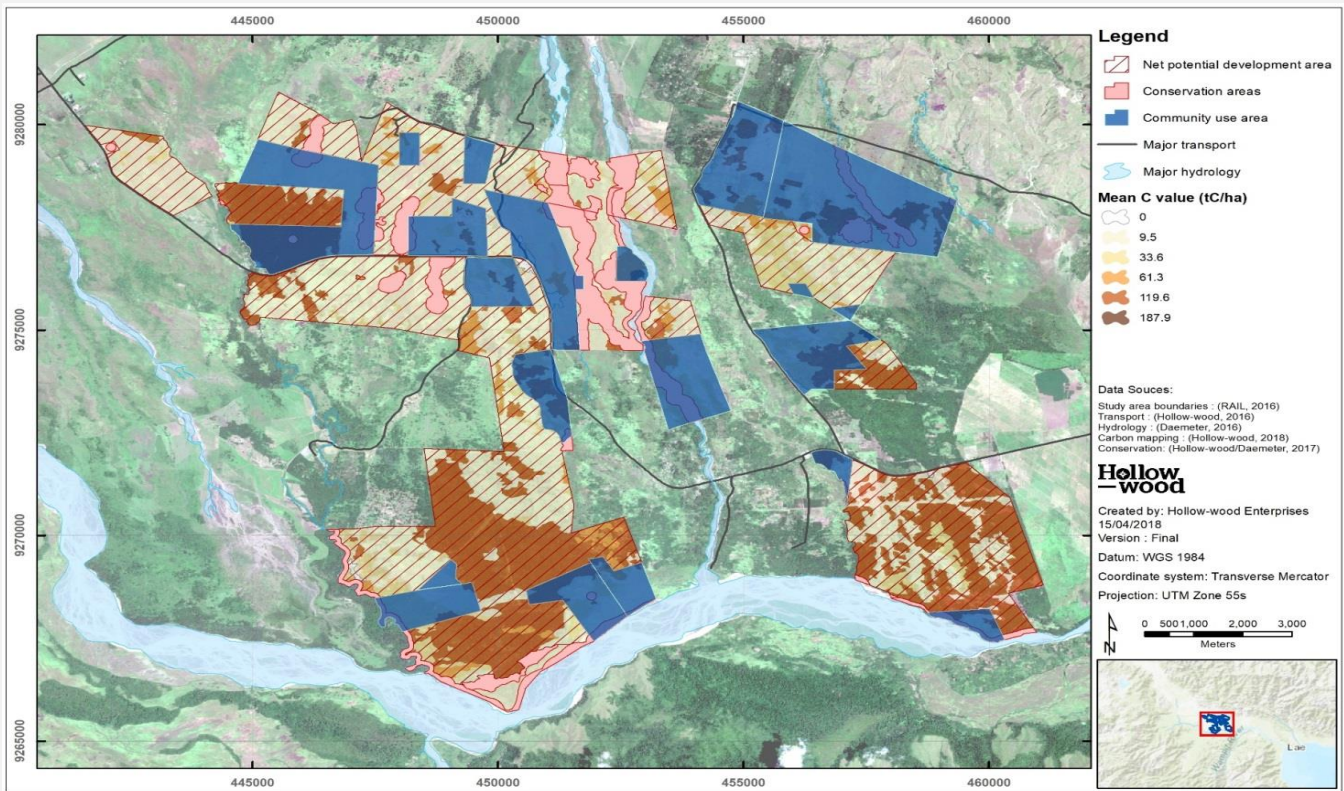 445000
450000
455000
460000
9280000
9275000
9270000
9265000
445000
450000
455000
460000
Legend
Net potential development area
Conservation areas
Community use area
Major transport
Major hydrology
Mean C value (tC/ha)
0
9.5
33.6
61.3
119.6
187.9
Data Souces:
Study area boundaries : (RAIL, 2016)
Transport : (Hollow-wood, 2016)
Hydrology : (Daemeter, 2016)
Carbon mapping : (Hollow-wood, 2018)
Conservation: (Hollow-wood/Daemeter, 2017)
Hollow
-wood
Created by: Hollow-wood Enterprises
15/04/2018
Version : Final
Datum: WGS 1984
Coordinate system: Transverse Mercator
Projection: UTM Zone 55s
N
0 500 1,000 2,000 3,000
Meters
Lae